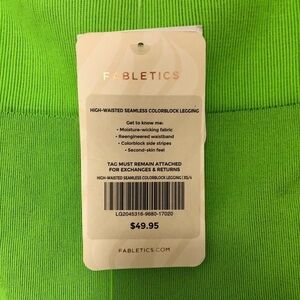 FABLETICS
HIGH-WAISTED SEAMLESS COLORBLOCK LEGGING
Get to know me:
• Moisture-wicking fabric
• Reengineered waistband
• Colorblock side stripes
• Second-skin feel
TAG MUST REMAIN ATTACHED
FOR EXCHANGES & RETURNS
HIGH-WAISTED SEAMLESS COLORBLOCK LEGGING | XS/4
LG2045316-9680-17020
$49.95
FABLETICS.COM